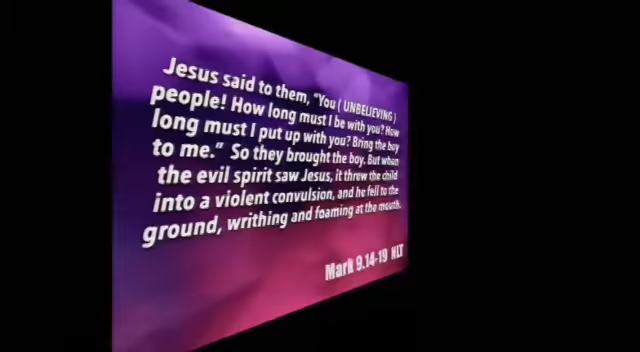 Jesus said to them, "You ( UNBELIEVING )
people! How long must I be with you? How
long must I put up with you? Bring the boy
to me." So they brought the boy. But when
the evil spirit saw Jesus, it threw the child
into a violent convulsion, and he fell to the
ground, writhing and foaming at the mouth.
Mark 9.14-19 NLT